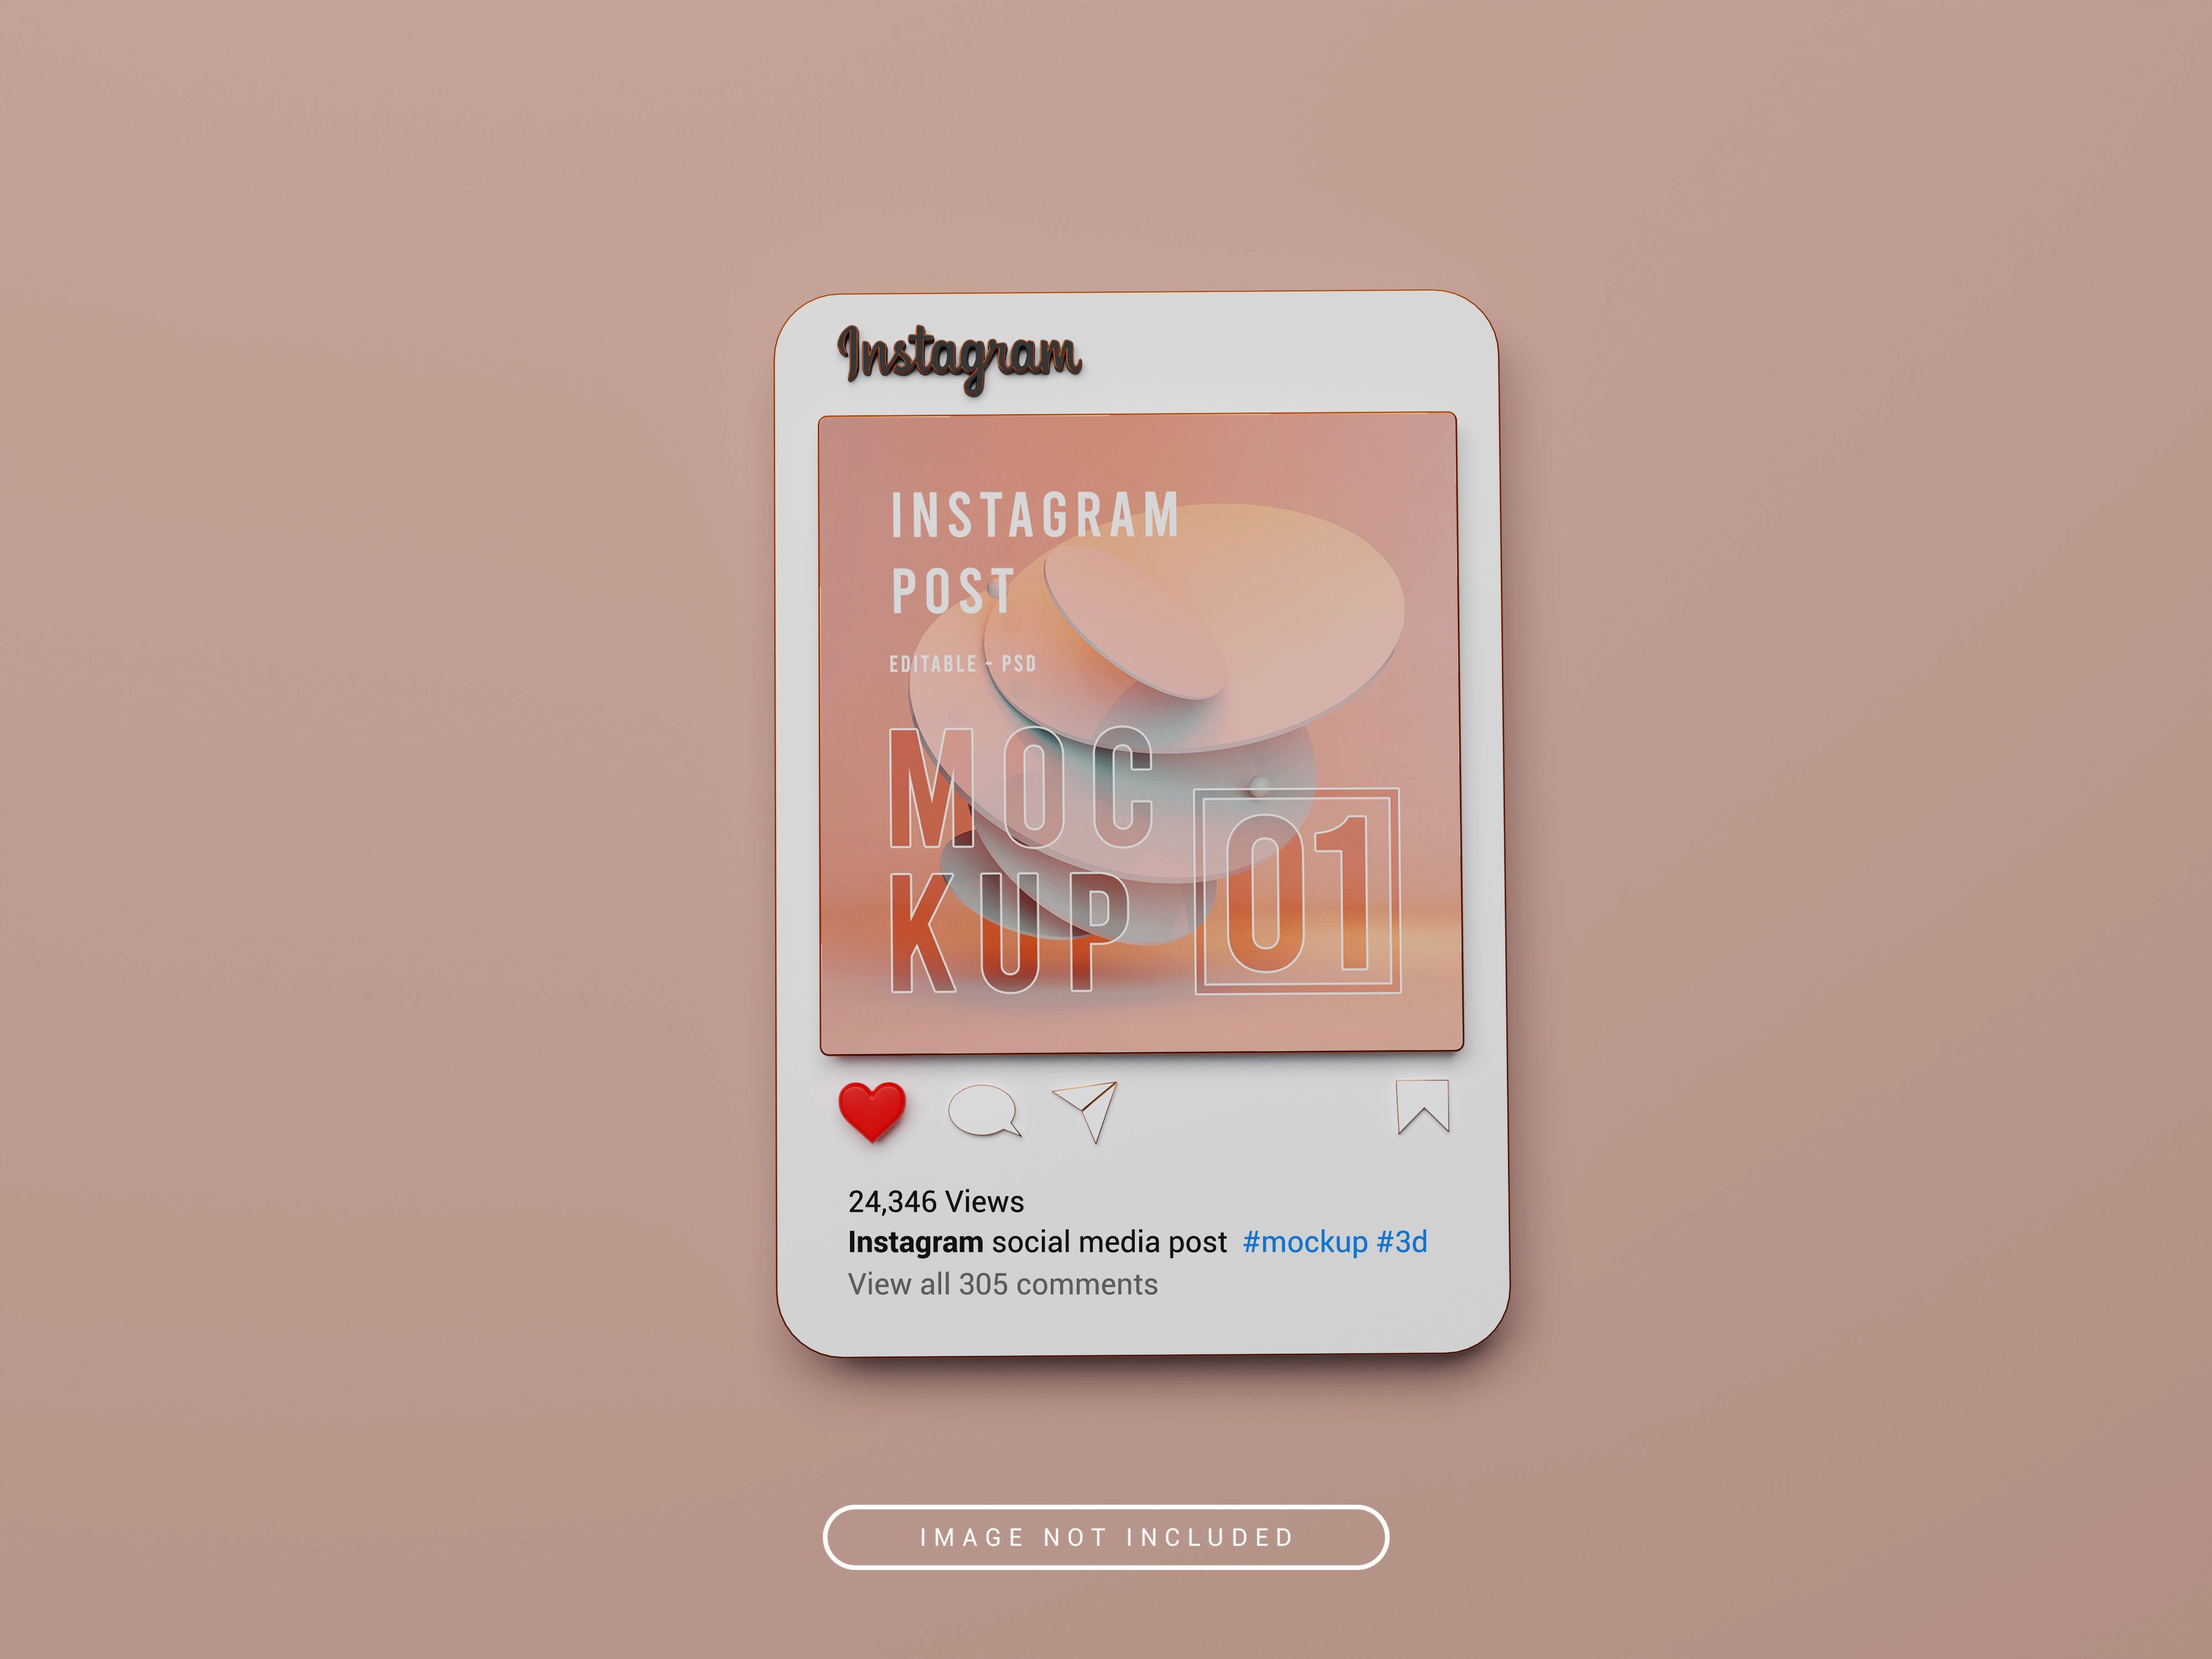 Instagram
INSTAGRAM
POST
EDITABLE - PSD
MOC
KUP
01
24,346 Views
Instagram social media post #mockup #3d
View all 305 comments
IMAGE NOT INCLUDED